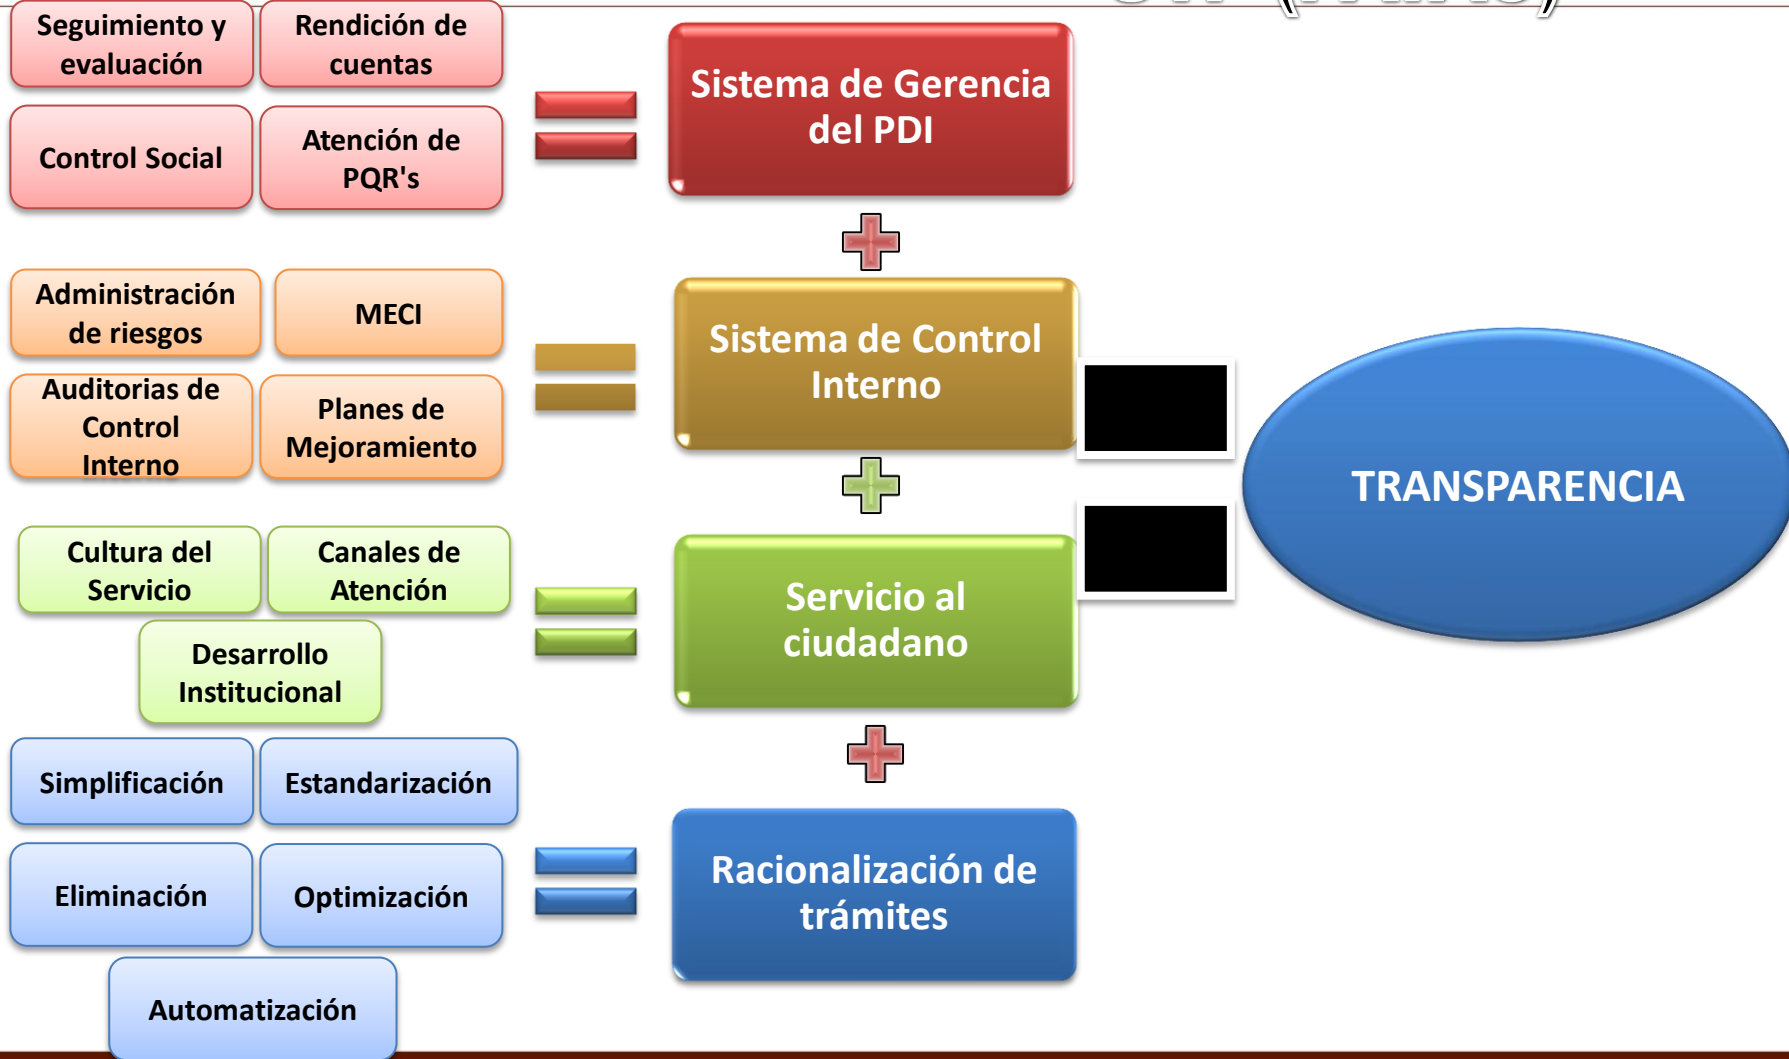 Seguimiento y
evaluación
Rendición de
cuentas
Control Social
Atención de
PQR's
Sistema de Gerencia
del PDI
Administración
de riesgos
MECI
Auditorias de
Control
Interno
Planes de
Mejoramiento
Sistema de Control
Interno
Cultura del
Servicio
Canales de
Atención
Desarrollo
Institucional
Servicio al
ciudadano
Simplificación
Estandarización
Eliminación
Optimización
Automatización
Racionalización de
trámites
TRANSPARENCIA